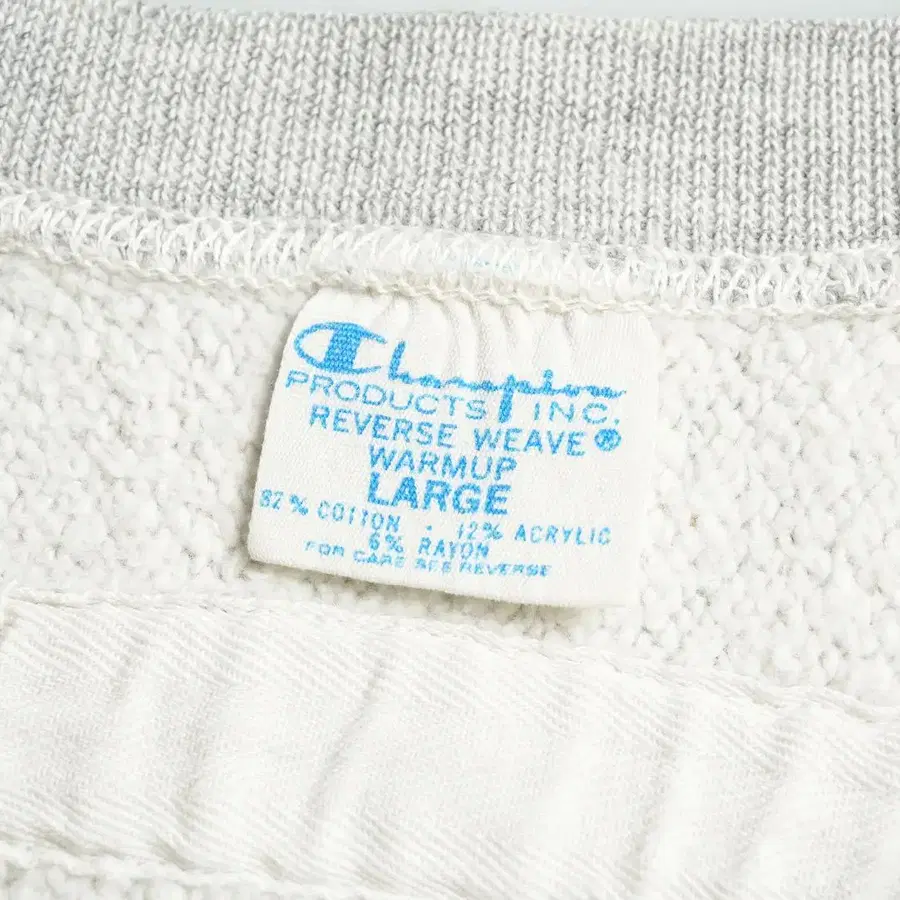 Champion
PRODUCTS INC.
REVERSE WEAVE®
WARMUP
LARGE
82% COTTON · 12% ACRYLIC
6% RAYON
FOR CARE SEE REVERSE